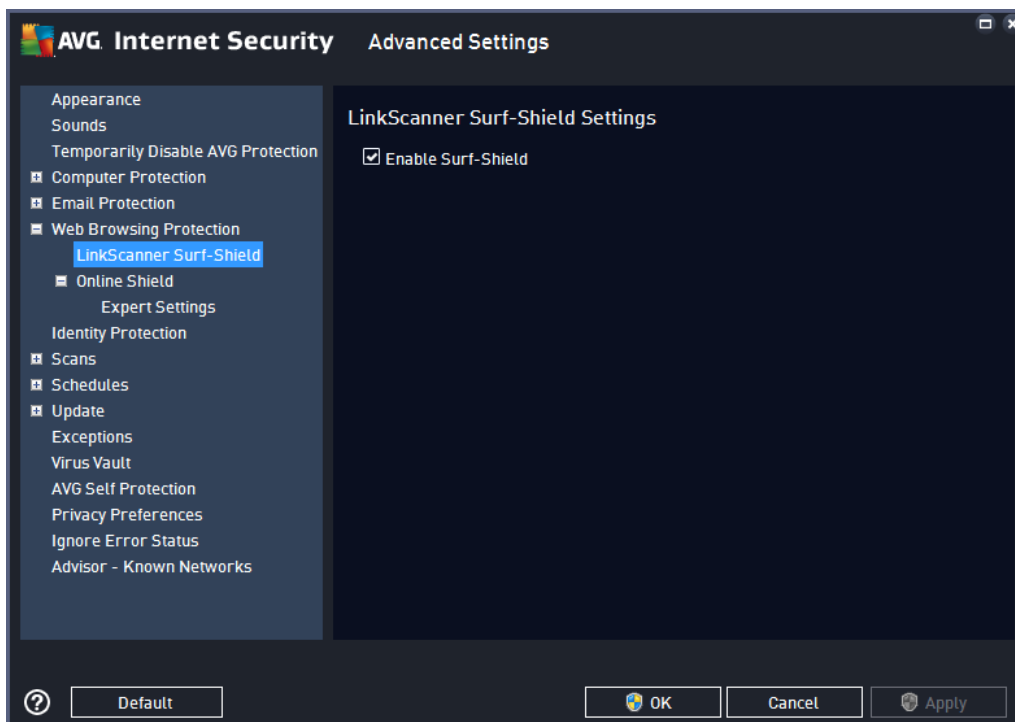 AVG. Internet Security Advanced Settings
Appearance
Sounds
Temporarily Disable AVG Protection
Computer Protection
Email Protection
Web Browsing Protection
LinkScanner Surf-Shield
Online Shield
Expert Settings
Identity Protection
Scans
Schedules
Update
Exceptions
Virus Vault
AVG Self Protection
Privacy Preferences
Ignore Error Status
Advisor - Known Networks
LinkScanner Surf-Shield Settings
Enable Surf-Shield
? Default OK Cancel Apply